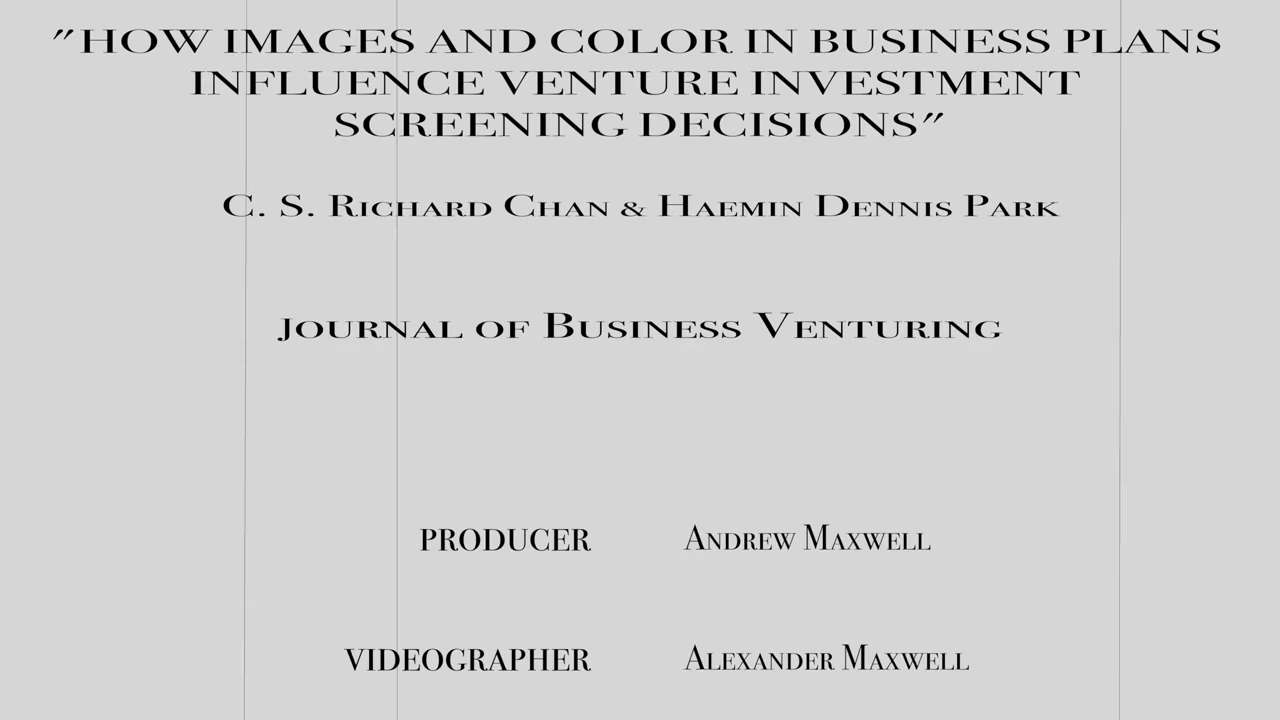 "HOW IMAGES AND COLOR IN BUSINESS PLANS
INFLUENCE VENTURE INVESTMENT
SCREENING DECISIONS"
C. S. Richard Chan & Haemin Dennis Park
Journal of Business Venturing
PRODUCER Andrew Maxwell
VIDEOGRAPHER Alexander Maxwell